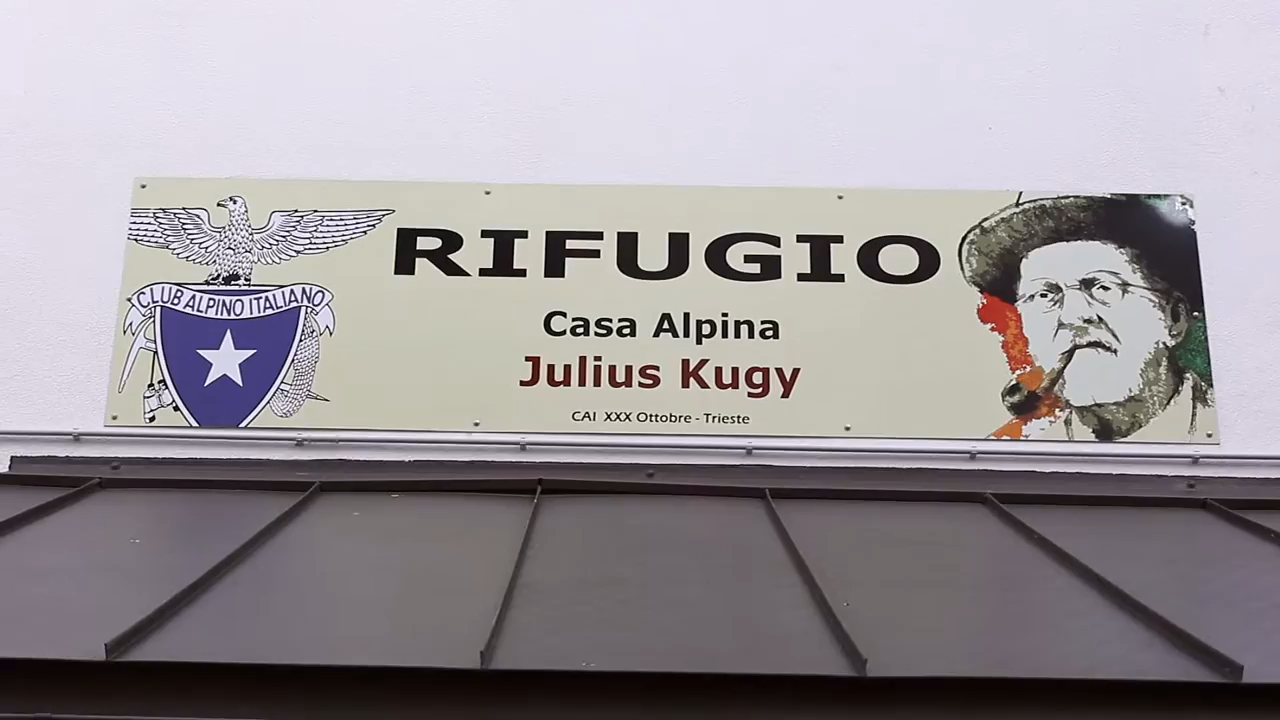 CLUB ALPINO ITALIANO
RIFUGIO
Casa Alpina
Julius Kugy
CAI XXX Ottobre - Trieste